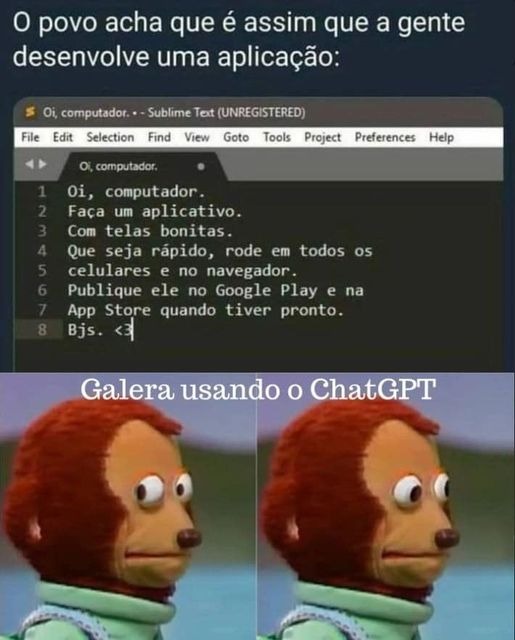 O povo acha que é assim que a gente
desenvolve uma aplicação:
Oi, computador. • - Sublime Text (UNREGISTERED)
File Edit Selection Find View Goto Tools Project Preferences Help
Oi, computador.
1 Oi, computador.
2 Faça um aplicativo.
3 Com telas bonitas.
4 Que seja rápido, rode em todos os
5 celulares e no navegador.
6 Publique ele no Google Play e na
7 App Store quando tiver pronto.
8 Bjs. <3
Galera usando o ChatGPT